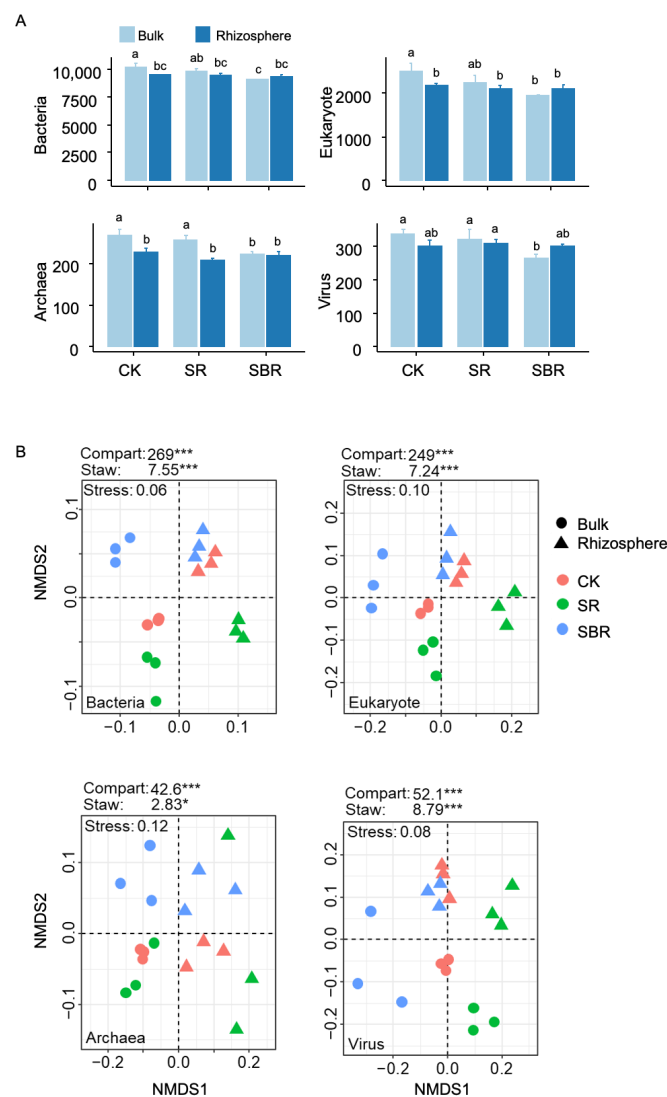 A
Bulk Rhizosphere
Bacteria
10,000
7500
5000
2500
0
a bc ab bc c bc
Eukaryote
2000
1000
0
a b ab b b b
Archaea
200
100
0
a b a b b b
CK SR SBR
Virus
300
200
100
0
a ab a a b ab
CK SR SBR
B
Compart: 269***
Staw: 7.55***
Stress: 0.06
NMDS2
0.1
0.0
−0.1
Bacteria
−0.1 0.0 0.1
Compart: 249***
Staw: 7.24***
Stress: 0.10
0.2
0.1
0.0
−0.1
−0.2
Eukaryote
−0.2 0.0 0.2
Bulk
Rhizosphere
CK
SR
SBR
Compart: 42.6***
Staw: 2.83*
Stress: 0.12
NMDS2
0.1
0.0
−0.1
Archaea
−0.1 0.0 0.1 0.2
NMDS1
Compart: 52.1***
Staw: 8.79***
Stress: 0.08
0.2
0.1
0.0
−0.1
−0.2
Virus
−0.2 0.0 0.2
NMDS1